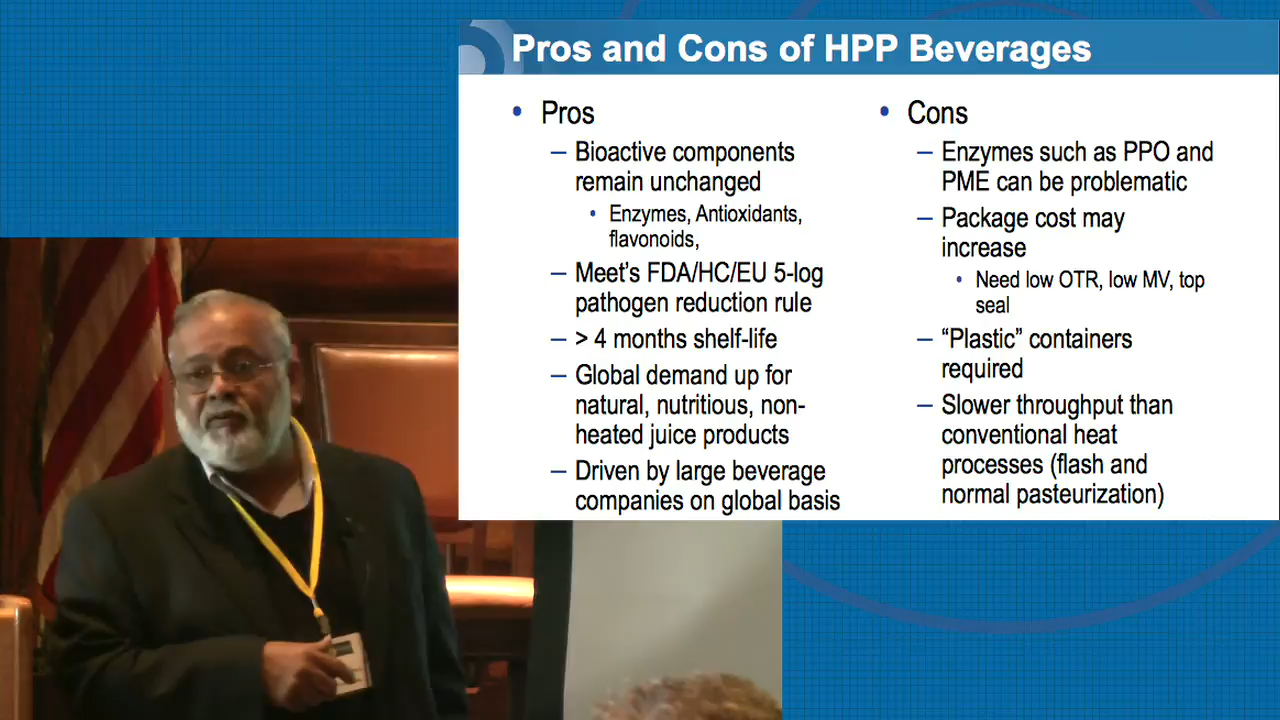 Pros and Cons of HPP Beverages
• Pros
– Bioactive components
remain unchanged
• Enzymes, Antioxidants,
flavonoids,
– Meet's FDA/HC/EU 5-log
pathogen reduction rule
– > 4 months shelf-life
– Global demand up for
natural, nutritious, non-
heated juice products
– Driven by large beverage
companies on global basis
• Cons
– Enzymes such as PPO and
PME can be problematic
– Package cost may
increase
• Need low OTR, low MV, top
seal
– “Plastic” containers
required
– Slower throughput than
conventional heat
processes (flash and
normal pasteurization)